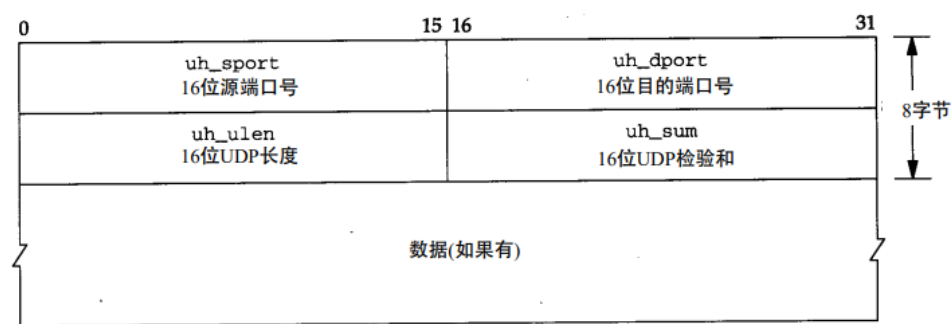 0 15 16 31
uh_sport uh_dport
16位源端口号 16位目的端口号
8字节
uh_ulen uh_sum
16位UDP长度 16位UDP检验和
数据(如果有)